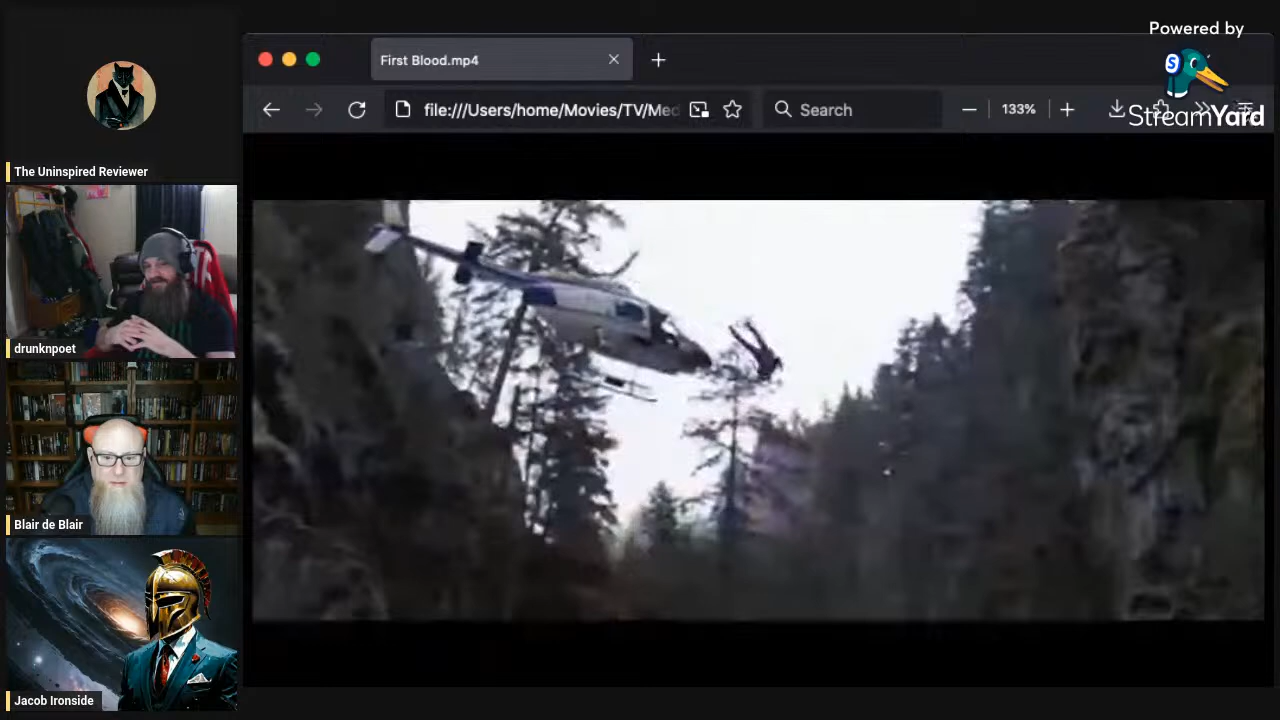 Powered by
StreamYard
First Blood.mp4
file:///Users/home/Movies/TV/Med
Search
133%
The Uninspired Reviewer
drunknpoet
Blair de Blair
Jacob Ironside